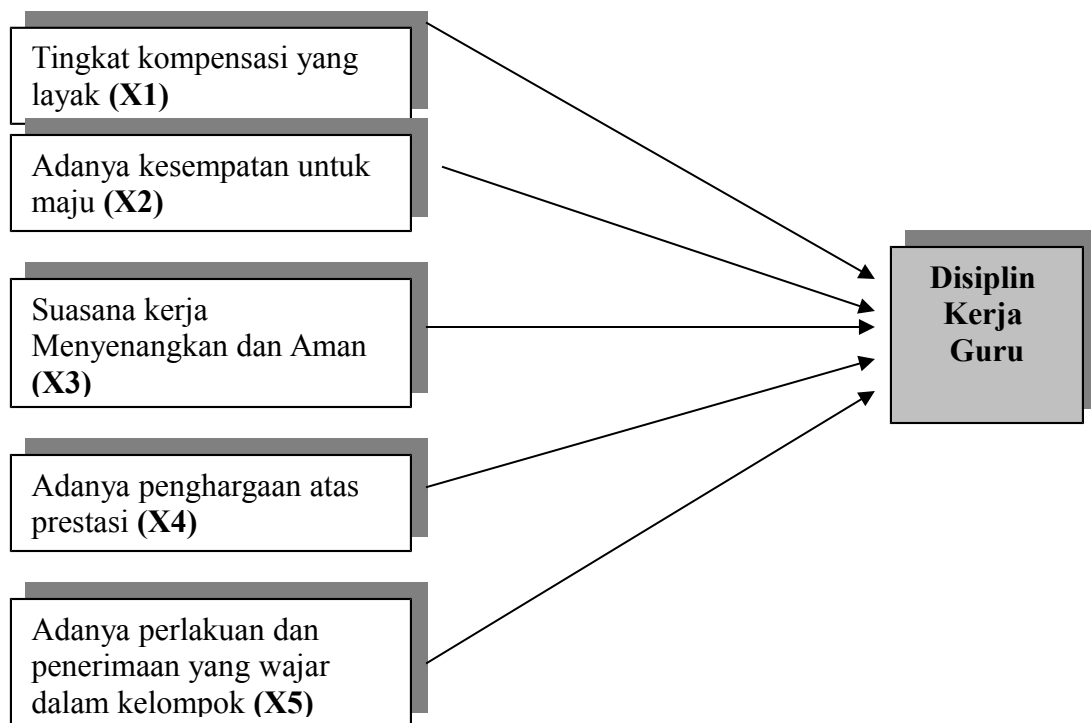 Tingkat kompensasi yang
layak (X1)
Adanya kesempatan untuk
maju (X2)
Suasana kerja
Menyenangkan dan Aman
(X3)
Adanya penghargaan atas
prestasi (X4)
Adanya perlakuan dan
penerimaan yang wajar
dalam kelompok (X5)
Disiplin
Kerja
Guru